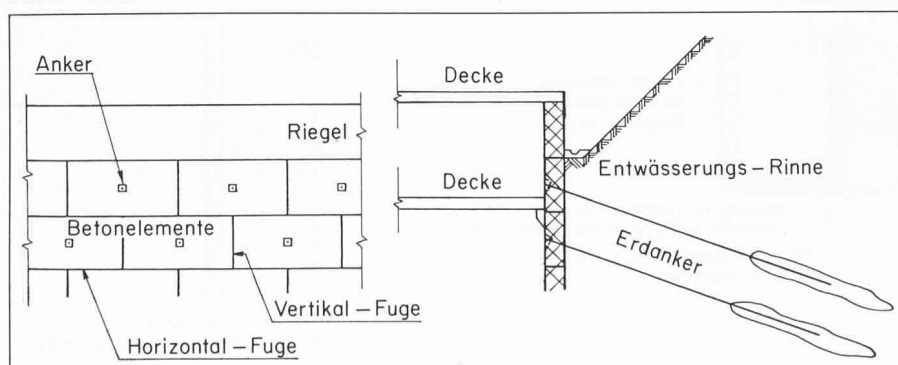 Anker
Riegel
Betonelemente
Vertikal – Fuge
Horizontal – Fuge
Decke
Entwässerungs – Rinne
Decke
Erdanker